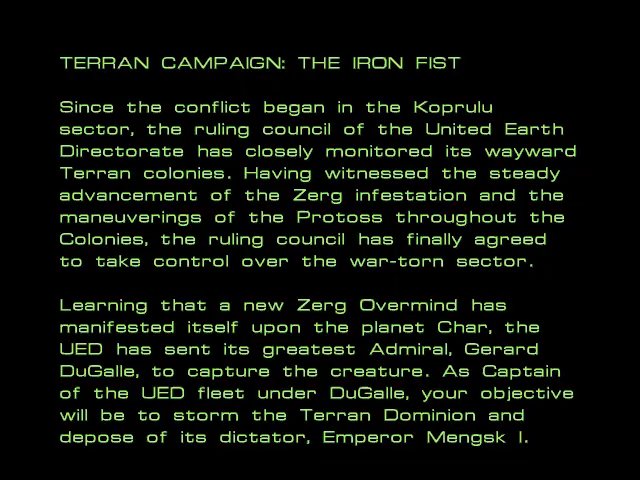 TERRAN CAMPAIGN: THE IRON FIST
Since the conflict began in the Koprulu
sector, the ruling council of the United Earth
Directorate has closely monitored its wayward
Terran colonies. Having witnessed the steady
advancement of the Zerg infestation and the
maneuverings of the Protoss throughout the
Colonies, the ruling council has finally agreed
to take control over the war-torn sector.
Learning that a new Zerg Overmind has
manifested itself upon the planet Char, the
UED has sent its greatest Admiral, Gerard
DuGalle, to capture the creature. As Captain
of the UED fleet under DuGalle, your objective
will be to storm the Terran Dominion and
depose of its dictator, Emperor Mengsk I.